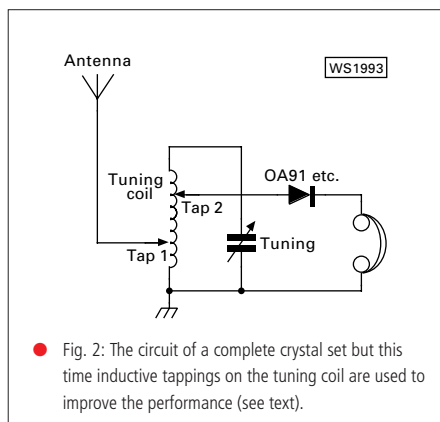 Antenna
WS1993
Tuning
coil
OA91 etc.
Tap 2
Tap 1
Tuning
Fig. 2: The circuit of a complete crystal set but this
time inductive tappings on the tuning coil are used to
improve the performance (see text).